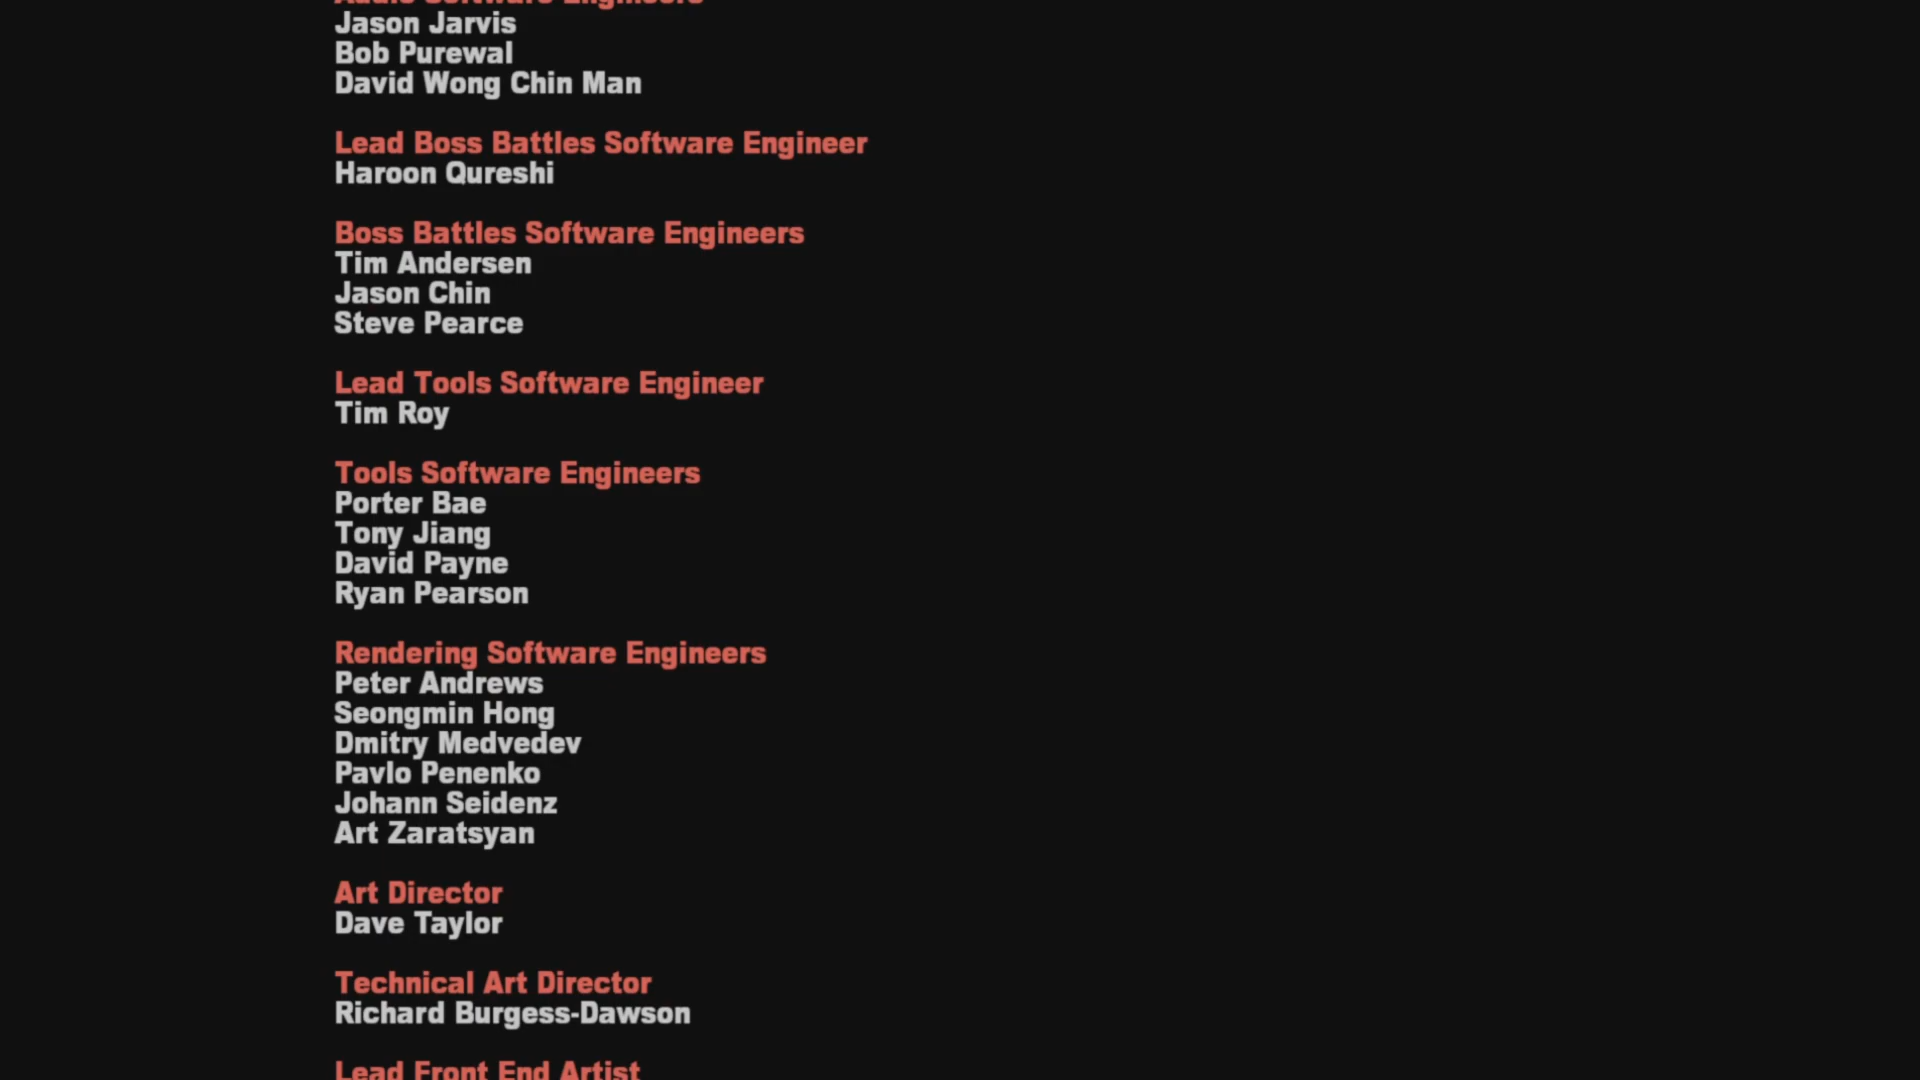 Audio Software Engineers
Jason Jarvis
Bob Purewal
David Wong Chin Man
Lead Boss Battles Software Engineer
Haroon Qureshi
Boss Battles Software Engineers
Tim Andersen
Jason Chin
Steve Pearce
Lead Tools Software Engineer
Tim Roy
Tools Software Engineers
Porter Bae
Tony Jiang
David Payne
Ryan Pearson
Rendering Software Engineers
Peter Andrews
Seongmin Hong
Dmitry Medvedev
Pavlo Penenko
Johann Seidenz
Art Zaratsyan
Art Director
Dave Taylor
Technical Art Director
Richard Burgess-Dawson
Lead Front End Artist